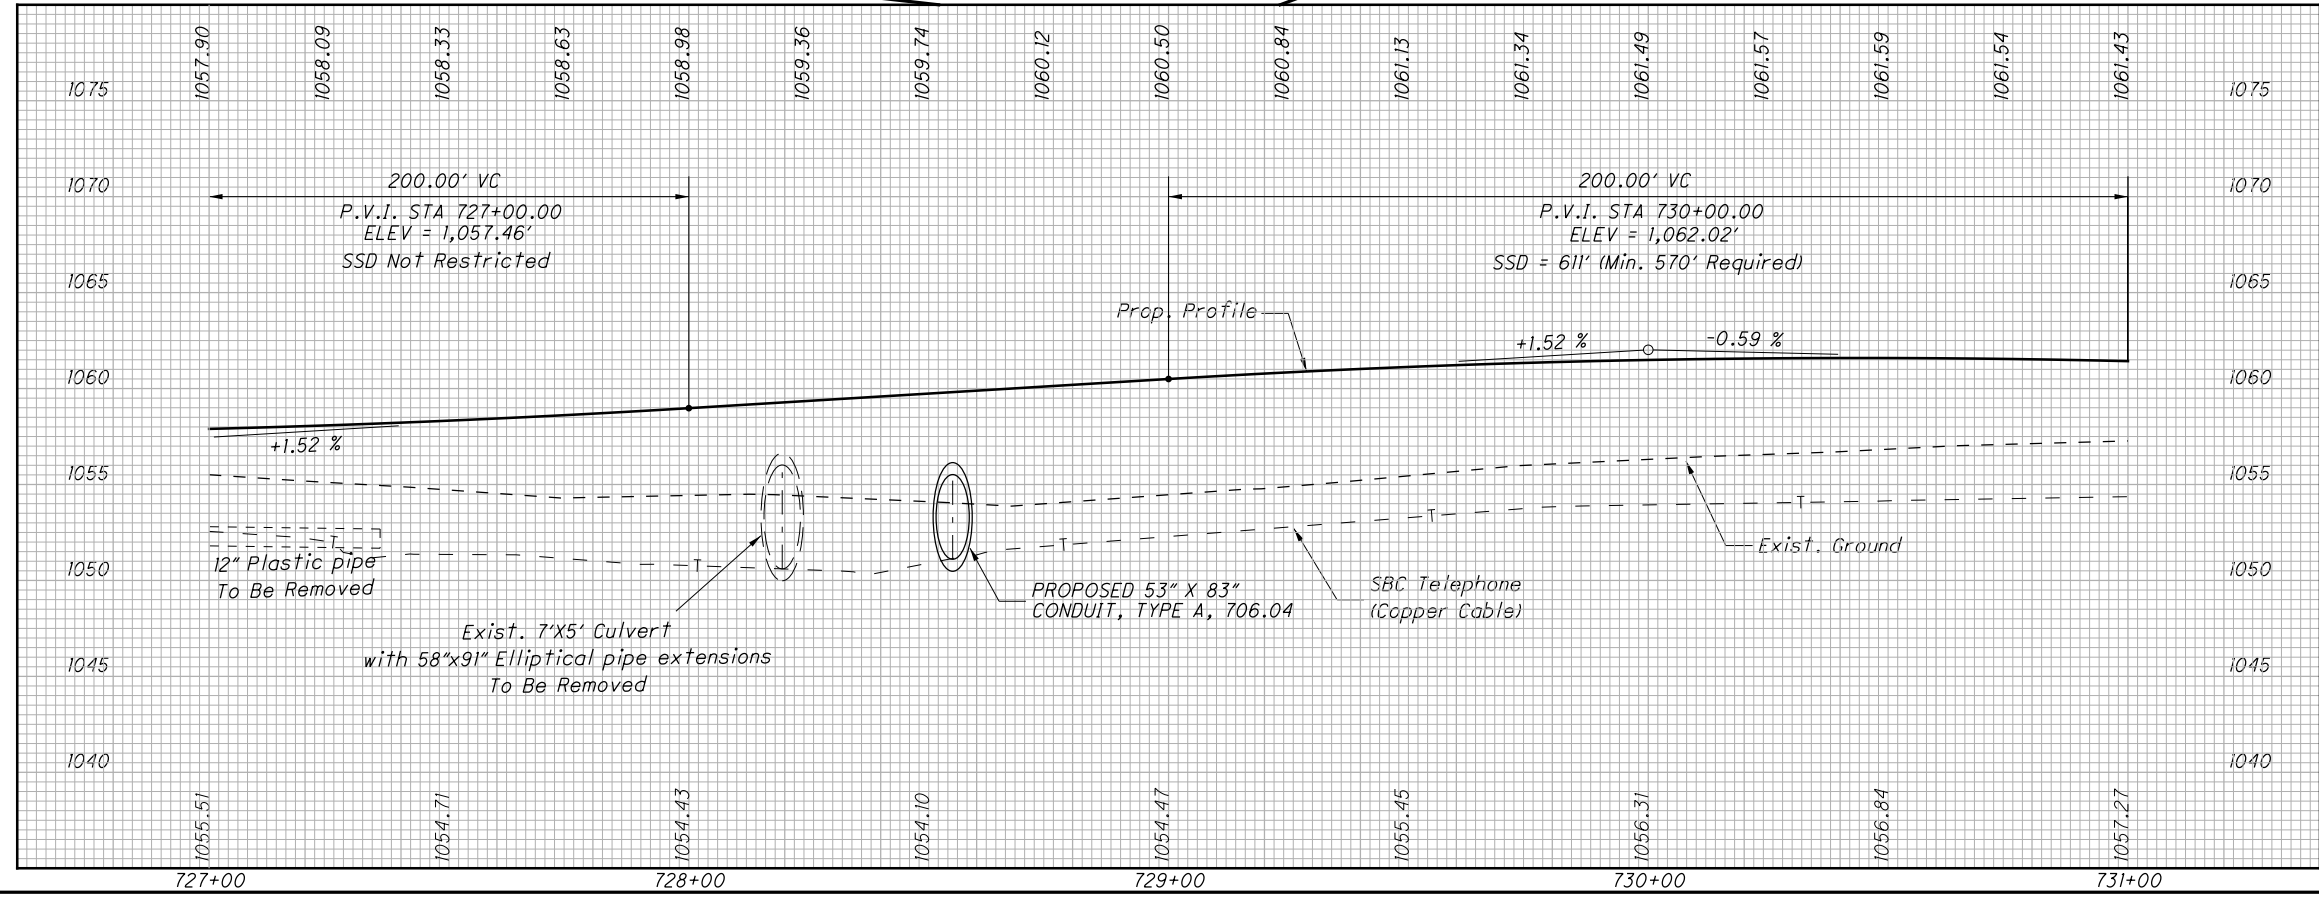 1057.90 1058.09 1058.33 1058.63 1058.98 1059.36 1059.74 1060.12 1060.50 1060.84 1061.13 1061.34 1061.49 1061.57 1061.59 1061.54 1061.43
1075 1075
200.00' VC 200.00' VC
1070 1070
P.V.I. STA 727+00.00 P.V.I. STA 730+00.00
ELEV = 1,057.46' ELEV = 1,062.02'
SSD Not Restricted SSD = 611' (Min. 570' Required)
1065 1065
Prop. Profile
+1.52 % -0.59 %
1060 1060
+1.52 %
1055 1055
T T T T T
Exist. Ground
12" Plastic pipe
To Be Removed
1050 1050
PROPOSED 53" X 83"
CONDUIT, TYPE A, 706.04
SBC Telephone
(Copper Cable)
Exist. 7'X5' Culvert
with 58"x91" Elliptical pipe extensions
To Be Removed
1045 1045
1040 1040
1055.51 1054.71 1054.43 1054.10 1054.47 1055.45 1056.31 1056.84 1057.27
727+00 728+00 729+00 730+00 731+00